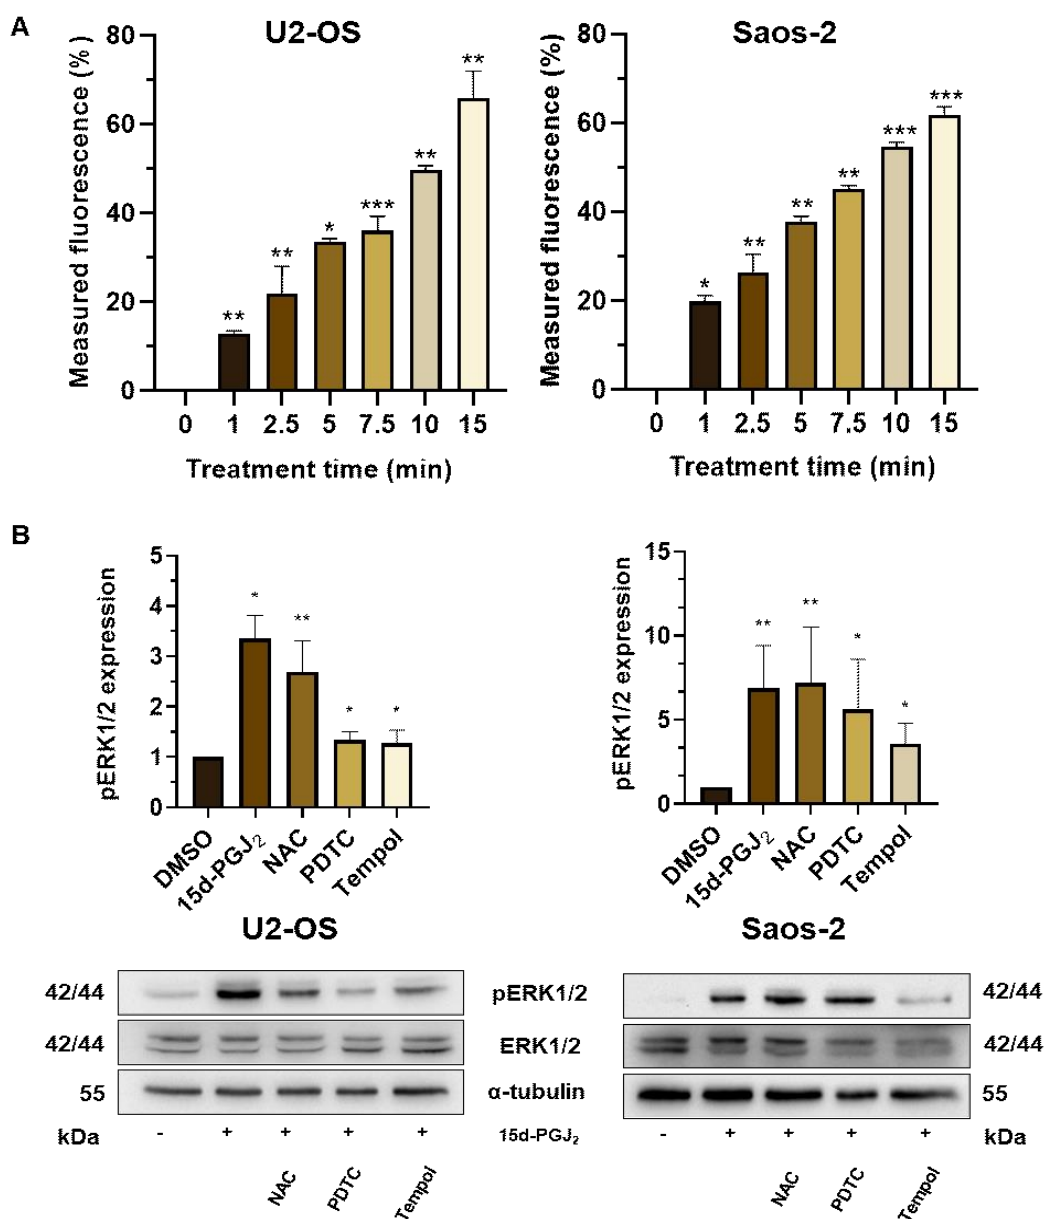 A
U2-OS
Saos-2
Measured fluorescence (%)
80
60
40
20
0
** ** * *** ** **
0 1 2.5 5 7.5 10 15
Treatment time (min)
Measured fluorescence (%)
80
60
40
20
0
* ** ** ** *** ***
0 1 2.5 5 7.5 10 15
Treatment time (min)
B
pERK1/2 expression
5
4
3
2
1
0
* ** * *
DMSO 15d-PGJ₂ NAC PDTC Tempol
U2-OS
pERK1/2 expression
15
10
5
0
** ** * *
DMSO 15d-PGJ₂ NAC PDTC Tempol
Saos-2
42/44 pERK1/2 42/44
42/44 ERK1/2 42/44
55 α-tubulin 55
kDa - + + + + 15d-PGJ₂ - + + + + kDa
NAC PDTC Tempol NAC PDTC Tempol